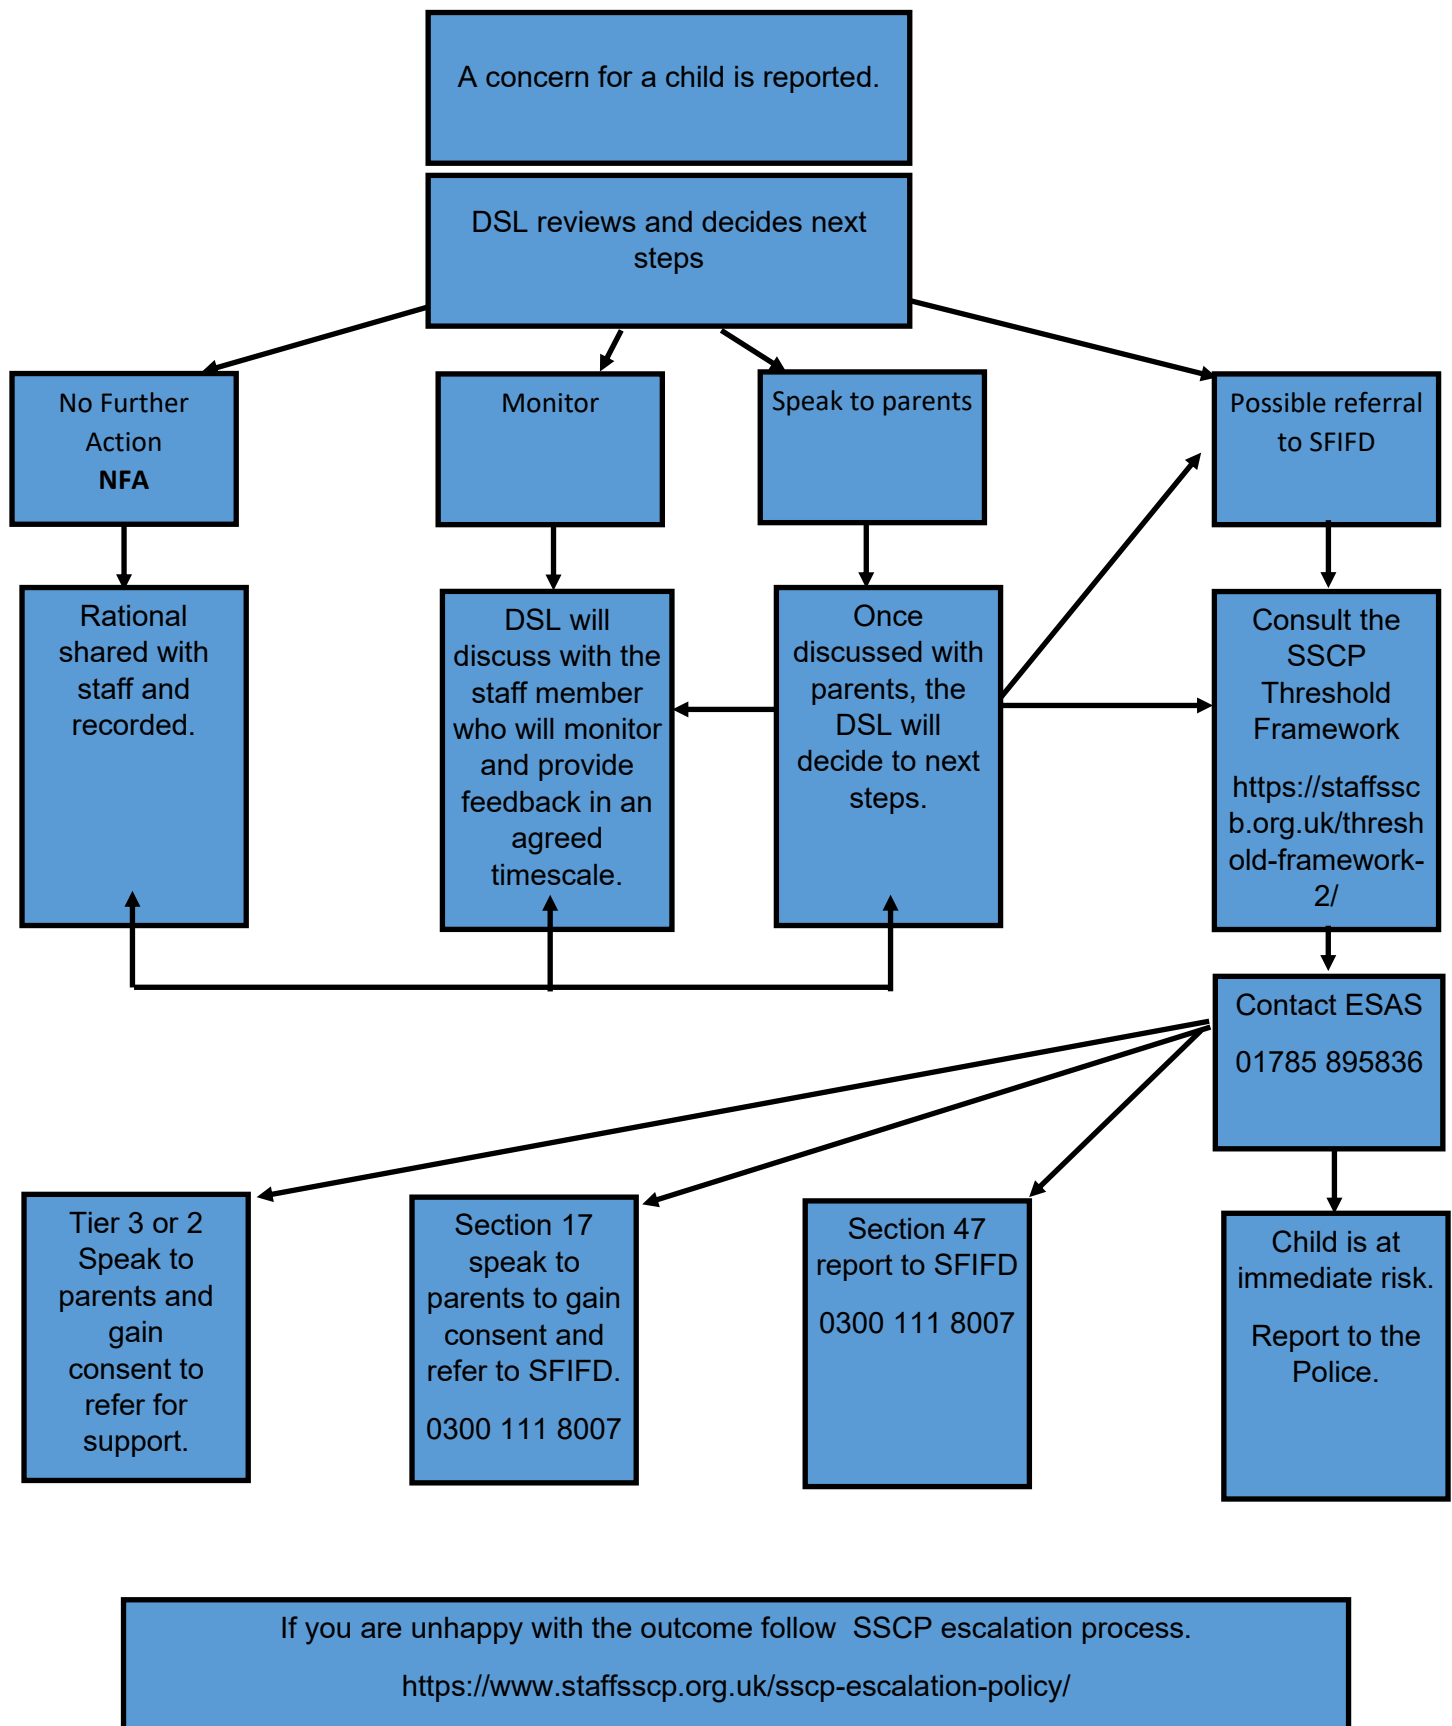 A concern for a child is reported.
DSL reviews and decides next
steps
No Further
Action
NFA
Monitor
Speak to parents
Possible referral
to SFIFD
Rational
shared with
staff and
recorded.
DSL will
discuss with the
staff member
who will monitor
and provide
feedback in an
agreed
timescale.
Once
discussed with
parents, the
DSL will
decide to next
steps.
Consult the
SSCP
Threshold
Framework
https://staffssc
b.org.uk/thresh
old-framework-
2/
Contact ESAS
01785 895836
Tier 3 or 2
Speak to
parents and
gain
consent to
refer for
support.
Section 17
speak to
parents to gain
consent and
refer to SFIFD.
0300 111 8007
Section 47
report to SFIFD
0300 111 8007
Child is at
immediate risk.
Report to the
Police.
If you are unhappy with the outcome follow  SSCP escalation process.
https://www.staffsscp.org.uk/sscp-escalation-policy/